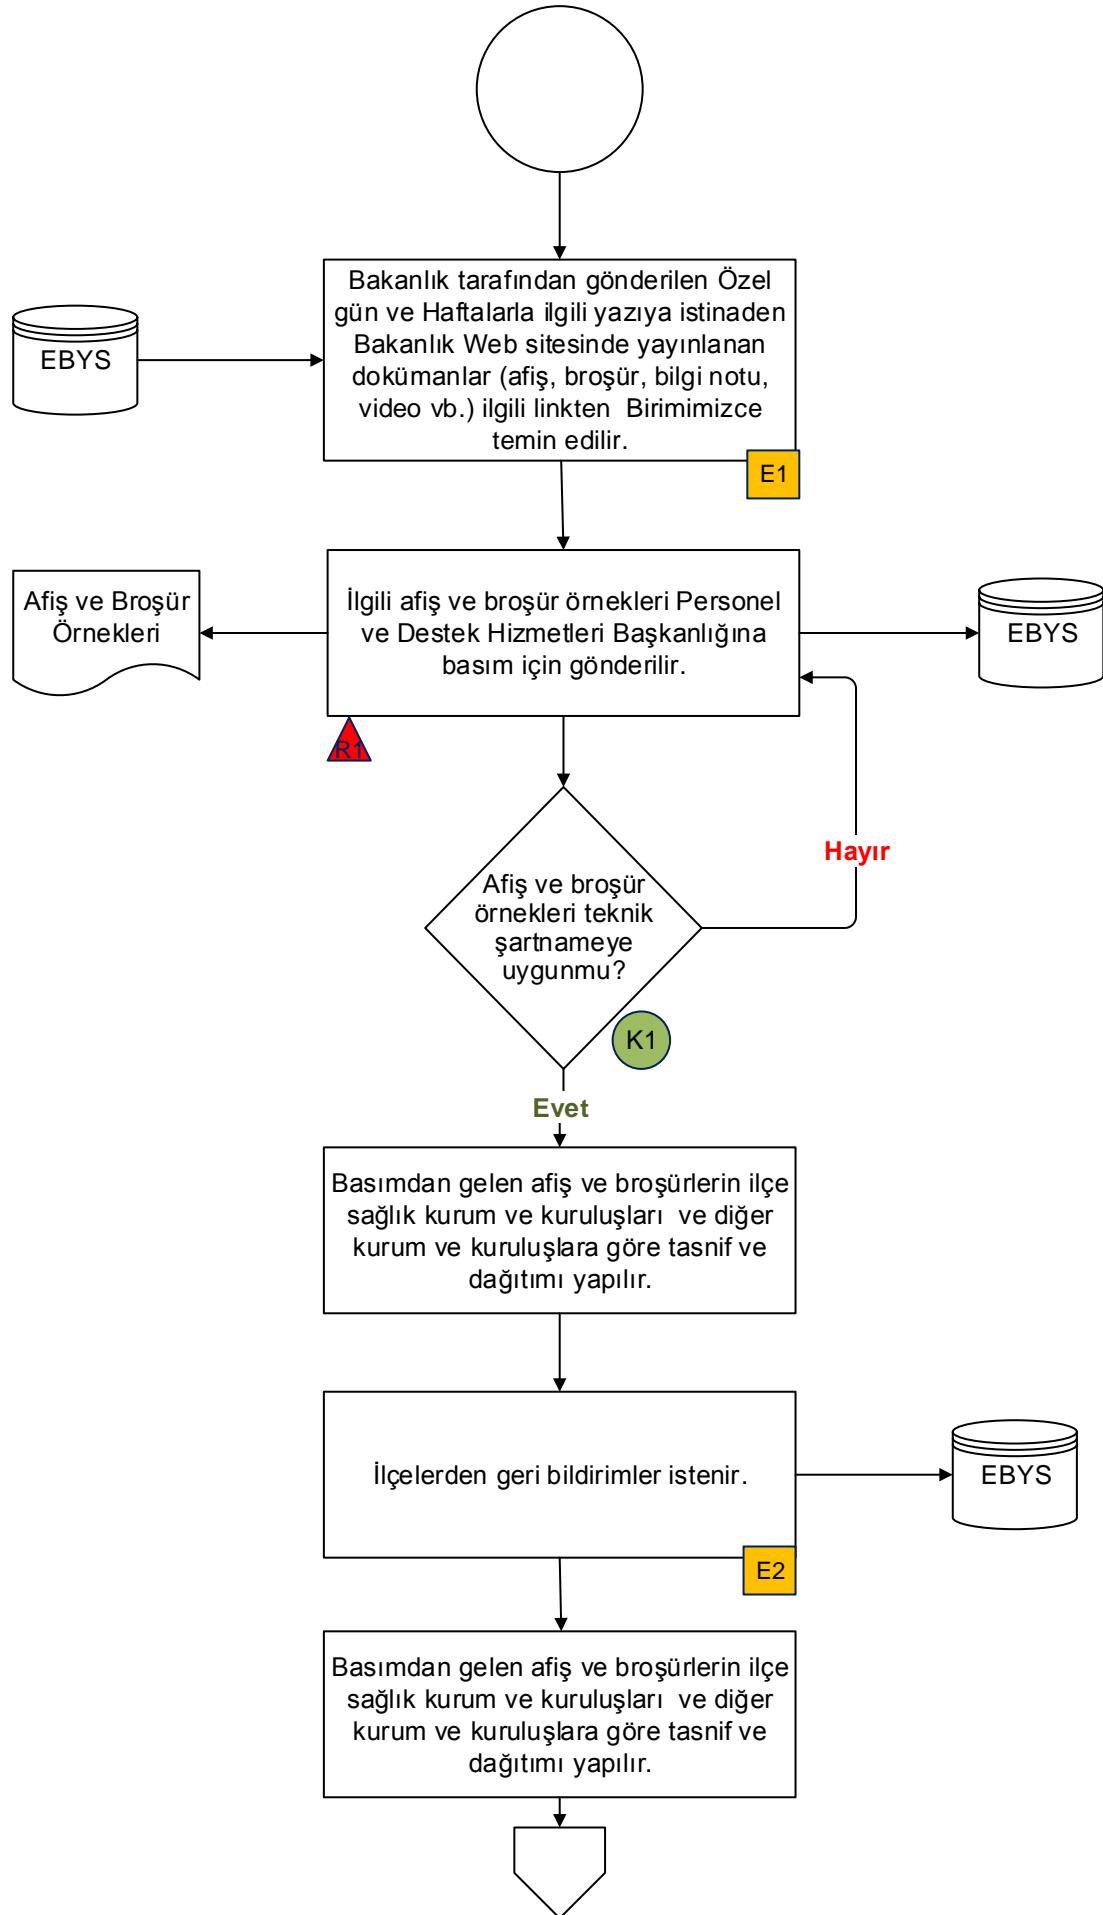 Bakanlık tarafından gönderilen Özel
gün ve Haftalarla ilgili yazıya istinaden
Bakanlık Web sitesinde yayınlanan
dokümanlar (afiş, broşür, bilgi notu,
video vb.) ilgili linkten  Birimimizce
temin edilir.
EBYS
E1
Afiş ve Broşür
Örnekleri
İlgili afiş ve broşür örnekleri Personel
ve Destek Hizmetleri Başkanlığına
basım için gönderilir.
EBYS
R1
Hayır
Afiş ve broşür
örnekleri teknik
şartnameye
uygunmu?
K1
Evet
Basımdan gelen afiş ve broşürlerin ilçe
sağlık kurum ve kuruluşları  ve diğer
kurum ve kuruluşlara göre tasnif ve
dağıtımı yapılır.
İlçelerden geri bildirimler istenir.
EBYS
E2
Basımdan gelen afiş ve broşürlerin ilçe
sağlık kurum ve kuruluşları  ve diğer
kurum ve kuruluşlara göre tasnif ve
dağıtımı yapılır.